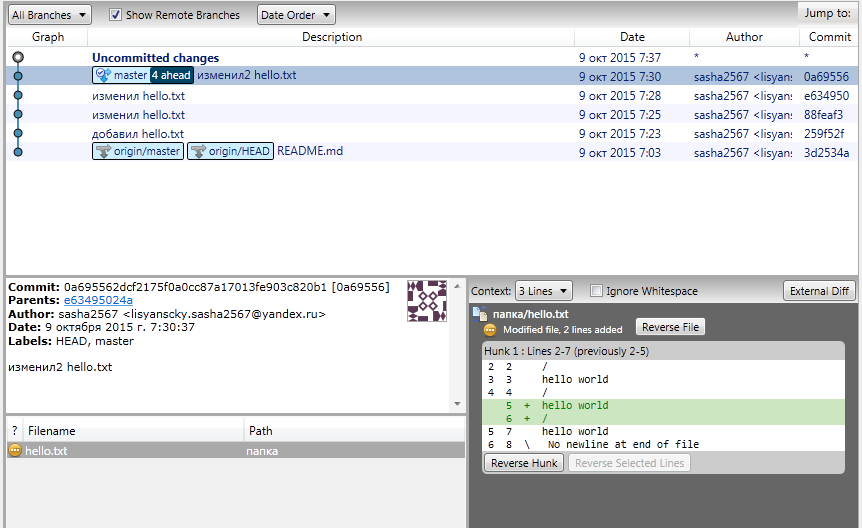 All Branches Show Remote Branches Date Order Jump to:
Graph Description Date Author Commit
Uncommitted changes 9 окт 2015 7:37 * *
master 4 ahead изменил2 hello.txt 9 окт 2015 7:30 sasha2567 <lisyans 0a69556
изменил hello.txt 9 окт 2015 7:28 sasha2567 <lisyans e634950
изменил hello.txt 9 окт 2015 7:25 sasha2567 <lisyans 88feaf3
добавил hello.txt 9 окт 2015 7:23 sasha2567 <lisyans 259f52f
origin/master origin/HEAD README.md 9 окт 2015 7:03 sasha2567 <lisyans 3d2534a
Commit: 0a695562dcf2175f0a0cc87a17013fe903c820b1 [0a69556]
Parents: e63495024a
Author: sasha2567 <lisyanscky.sasha2567@yandex.ru>
Date: 9 октября 2015 г. 7:30:37
Labels: HEAD, master
изменил2 hello.txt
? Filename Path
hello.txt папка
Context: 3 Lines Ignore Whitespace External Diff
папка/hello.txt
Modified file, 2 lines added Reverse File
Hunk 1 : Lines 2-7 (previously 2-5)
2 2 /
3 3 hello world
4 4 /
5 + hello world
6 + /
5 7 hello world
6 8 \ No newline at end of file
Reverse Hunk Reverse Selected Lines